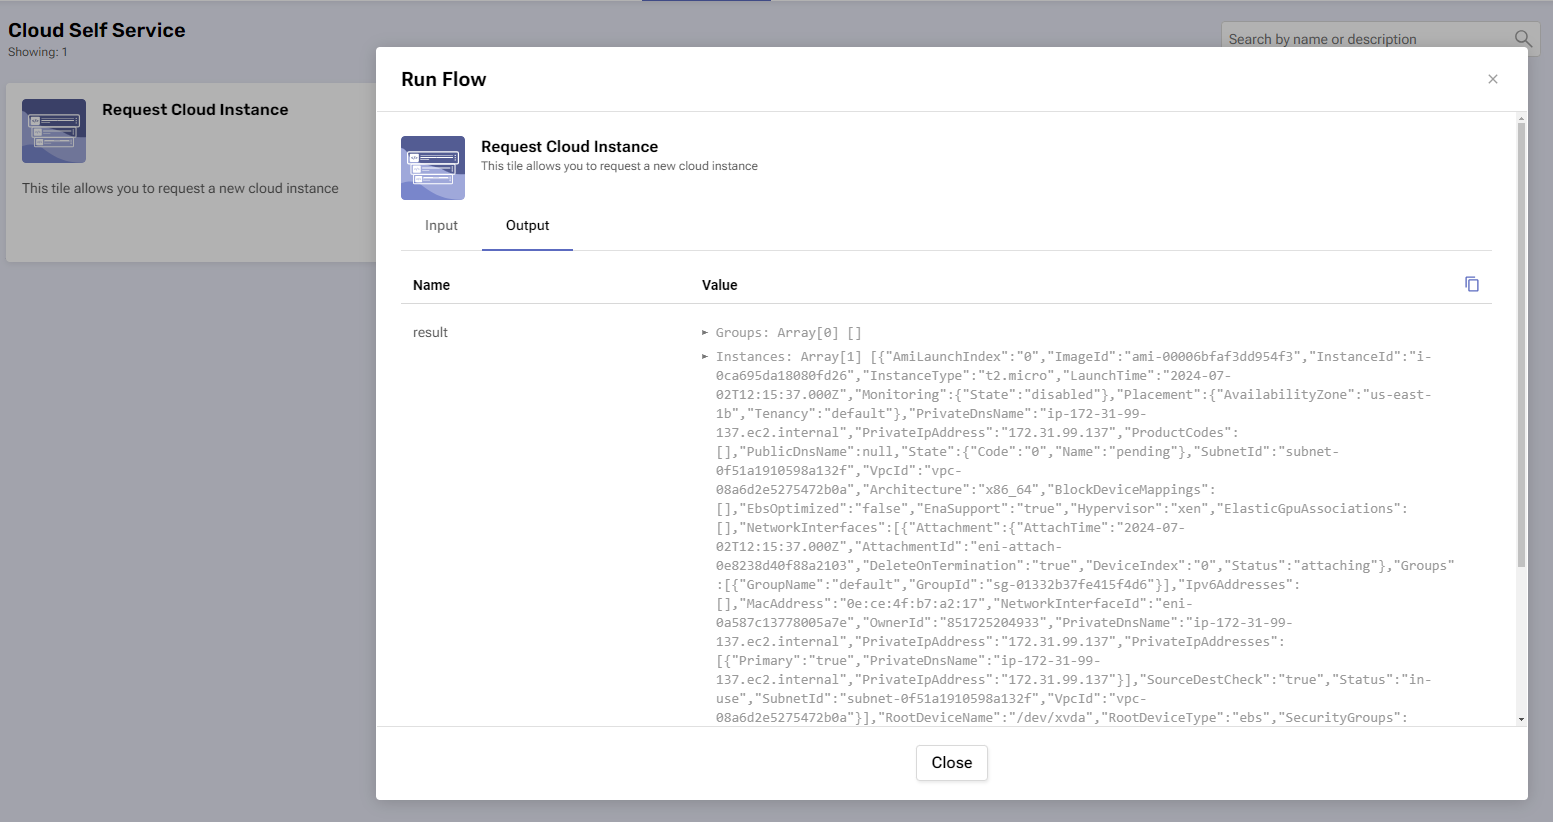 Cloud Self Service
Showing: 1
Search by name or description
Request Cloud Instance
This tile allows you to request a new cloud instance
Run Flow
×
Request Cloud Instance
This tile allows you to request a new cloud instance
Input
Output
Name
Value
result
Groups: Array[0] []
Instances: Array[1] [{"AmiLaunchIndex":"0","ImageId":"ami-00006bfaf3dd954f3","InstanceId":"i-
0ca695da18080fd26","InstanceType":"t2.micro","LaunchTime":"2024-07-
02T12:15:37.000Z","Monitoring":{"State":"disabled"},"Placement":{"AvailabilityZone":"us-east-
1b","Tenancy":"default"},"PrivateDnsName":"ip-172-31-99-
137.ec2.internal","PrivateIpAddress":"172.31.99.137","ProductCodes":
[],"PublicDnsName":null,"State":{"Code":"0","Name":"pending"},"SubnetId":"subnet-
0f51a1910598a132f","VpcId":"vpc-
08a6d2e5275472b0a","Architecture":"x86_64","BlockDeviceMappings":
[],"EbsOptimized":"false","EnaSupport":"true","Hypervisor":"xen","ElasticGpuAssociations":
[],"NetworkInterfaces":[{"Attachment":{"AttachTime":"2024-07-
02T12:15:37.000Z","AttachmentId":"eni-attach-
0e8238d40f88a2103","DeleteOnTermination":"true","DeviceIndex":"0","Status":"attaching"},"Groups"
:[{"GroupName":"default","GroupId":"sg-01332b37fe415f4d6"}],"Ipv6Addresses":
[],"MacAddress":"0e:ce:4f:b7:a2:17","NetworkInterfaceId":"eni-
0a587c13778005a7e","OwnerId":"851725204933","PrivateDnsName":"ip-172-31-99-
137.ec2.internal","PrivateIpAddress":"172.31.99.137","PrivateIpAddresses":
[{"Primary":"true","PrivateDnsName":"ip-172-31-99-
137.ec2.internal","PrivateIpAddress":"172.31.99.137"}],"SourceDestCheck":"true","Status":"in-
use","SubnetId":"subnet-0f51a1910598a132f","VpcId":"vpc-
08a6d2e5275472b0a"}],"RootDeviceName":"/dev/xvda","RootDeviceType":"ebs","SecurityGroups":
Close